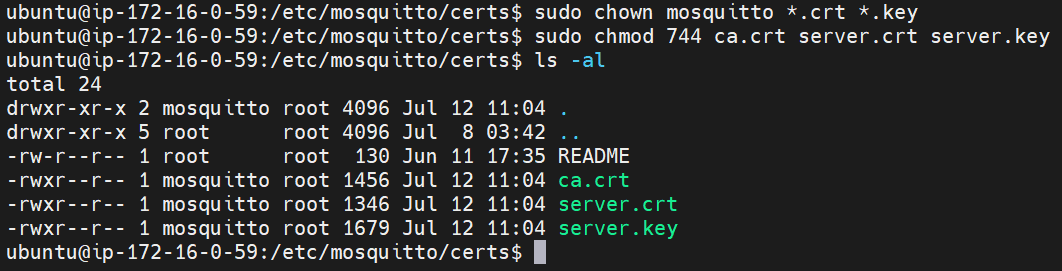 ubuntu@ip-172-16-0-59:/etc/mosquitto/certs$ sudo chown mosquitto *.crt *.key
ubuntu@ip-172-16-0-59:/etc/mosquitto/certs$ sudo chmod 744 ca.crt server.crt server.key
ubuntu@ip-172-16-0-59:/etc/mosquitto/certs$ ls -al
total 24
drwxr-xr-x 2 mosquitto root 4096 Jul 12 11:04 .
drwxr-xr-x 5 root      root 4096 Jul  8 03:42 ..
-rw-r--r-- 1 root      root  130 Jun 11 17:35 README
-rwxr--r-- 1 mosquitto root 1456 Jul 12 11:04 ca.crt
-rwxr--r-- 1 mosquitto root 1346 Jul 12 11:04 server.crt
-rwxr--r-- 1 mosquitto root 1679 Jul 12 11:04 server.key
ubuntu@ip-172-16-0-59:/etc/mosquitto/certs$